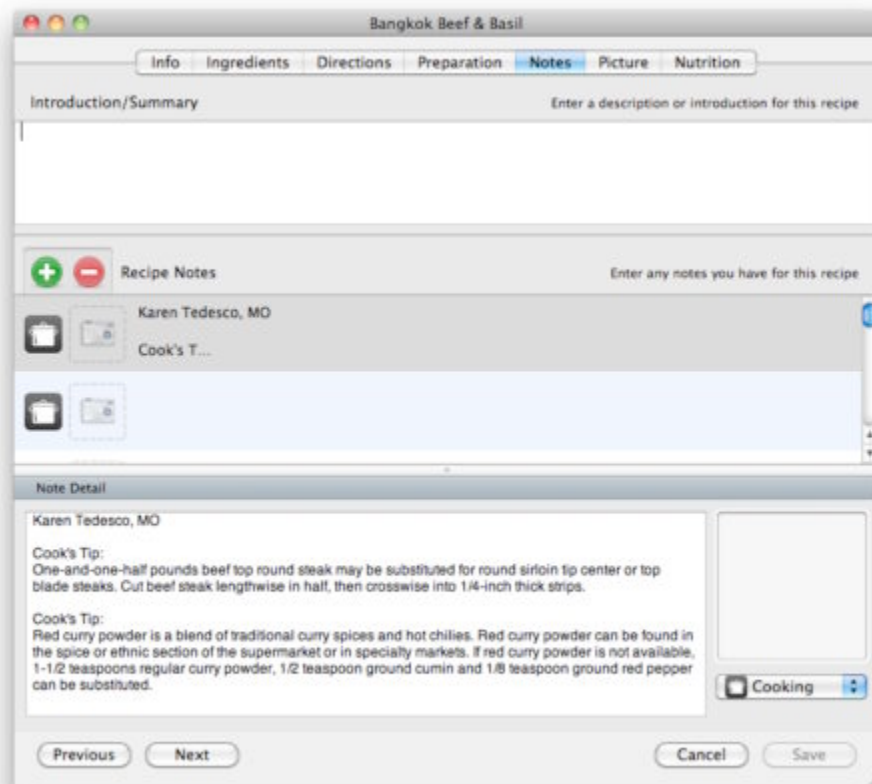 Bangkok Beef & Basil
Info Ingredients Directions Preparation Notes Picture Nutrition
Introduction/Summary Enter a description or introduction for this recipe
Recipe Notes Enter any notes you have for this recipe
Karen Tedesco, MO
Cook's T...
Note Detail
Karen Tedesco, MO
Cook's Tip:
One-and-one-half pounds beef top round steak may be substituted for round sirloin tip center or top
blade steaks. Cut beef steak lengthwise in half, then crosswise into 1/4-inch thick strips.
Cook's Tip:
Red curry powder is a blend of traditional curry spices and hot chilies. Red curry powder can be found in
the spice or ethnic section of the supermarket or in specialty markets. If red curry powder is not available,
1-1/2 teaspoons regular curry powder, 1/2 teaspoon ground cumin and 1/8 teaspoon ground red pepper
can be substituted.
Cooking
Previous Next Cancel Save